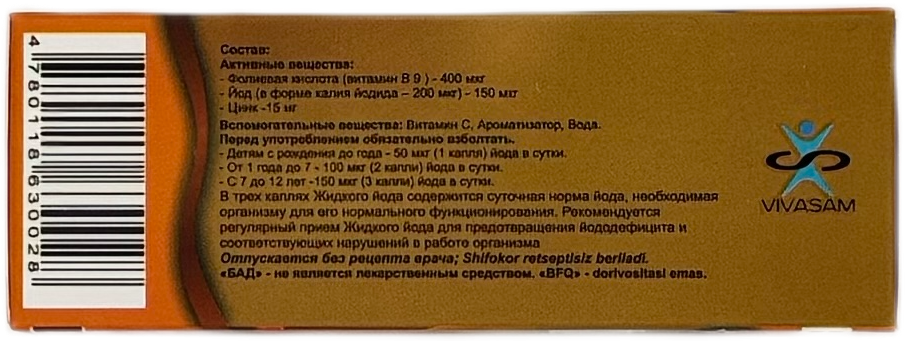 Состав:
Активные вещества:
- Фолиевая кислота (витамин В 9 ) - 400 мкг
- Йод (в форме калия йодида – 200 мкг) - 150 мкг
- Цинк -15 мг
Вспомогательные вещества: Витамин С, Ароматизатор, Вода.
Перед употреблением обязательно взболтать.
- Детям с рождения до года - 50 мкг (1 капля) йода в сутки.
- От 1 года до 7 - 100 мкг (2 капли) йода в сутки.
- С 7 до 12 лет -150 мкг (3 капли) йода в сутки.
В трех каплях Жидкого йода содержится суточная норма йода, необходимая
организму для его нормального функционирования. Рекомендуется
регулярный прием Жидкого йода для предотвращения йододефицита и
соответствующих нарушений в работе организма
Отпускается без рецепта врача; Shifokor retseptisiz beriladi.
«БАД» - не является лекарственным средством. «BFQ» - dorivositasi emas.
4780118630028
VIVASAM